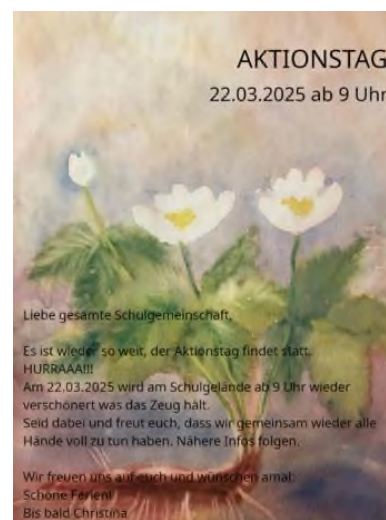 AKTIONSTAG
22.03.2025 ab 9 Uhr
Liebe gesamte Schulgemeinschaft,
Es ist wieder so weit, der Aktionstag findet statt.
HURRAAA!!!
Am 22.03.2025 wird am Schulgelände ab 9 Uhr wieder
verschönert was das Zeug hält.
Seid dabei und freut euch, dass wir gemeinsam wieder alle
Hände voll zu tun haben. Nähere Infos folgen.
Wir freuen uns auf euch und wünschen amal:
Schöne Ferien!
Bis bald Christina